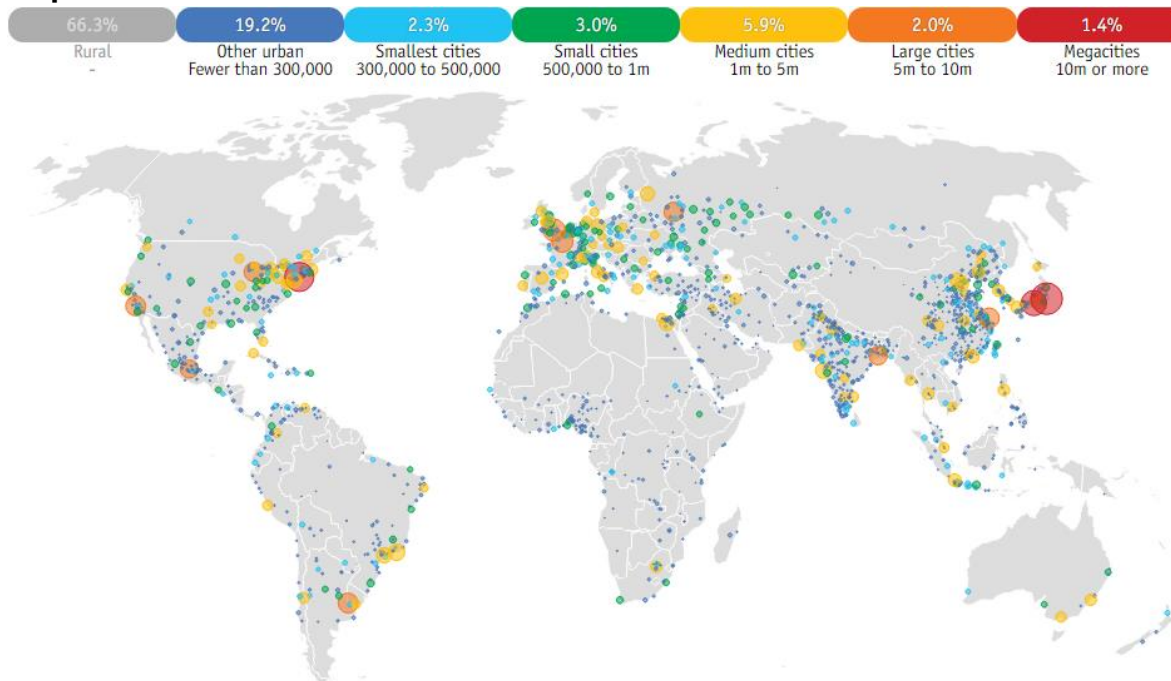 66.3% 19.2% 2.3% 3.0% 5.9% 2.0% 1.4%
Rural Other urban Smallest cities Small cities Medium cities Large cities Megacities
- Fewer than 300,000 300,000 to 500,000 500,000 to 1m 1m to 5m 5m to 10m 10m or more